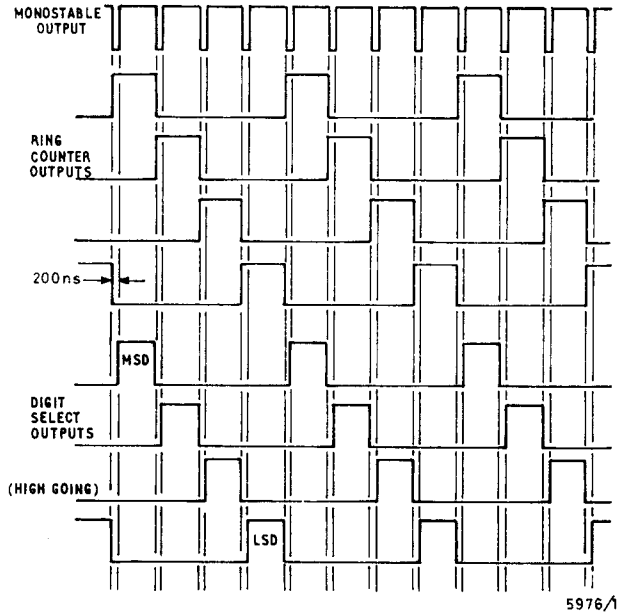 MONOSTABLE
OUTPUT
RING
COUNTER
OUTPUTS
200ns
MSD
DIGIT
SELECT
OUTPUTS
(HIGH GOING)
LSD
5976/1